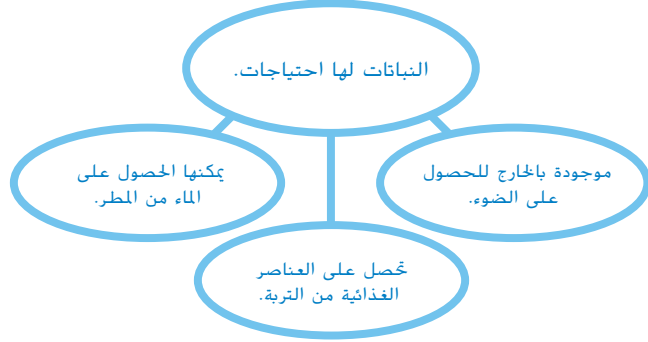 النباتات لها احتياجات.
موجودة بالخارج للحصول
على الضوء.
يمكنها الحصول على
الماء من المطر.
تحصل على العناصر
الغذائية من التربة.